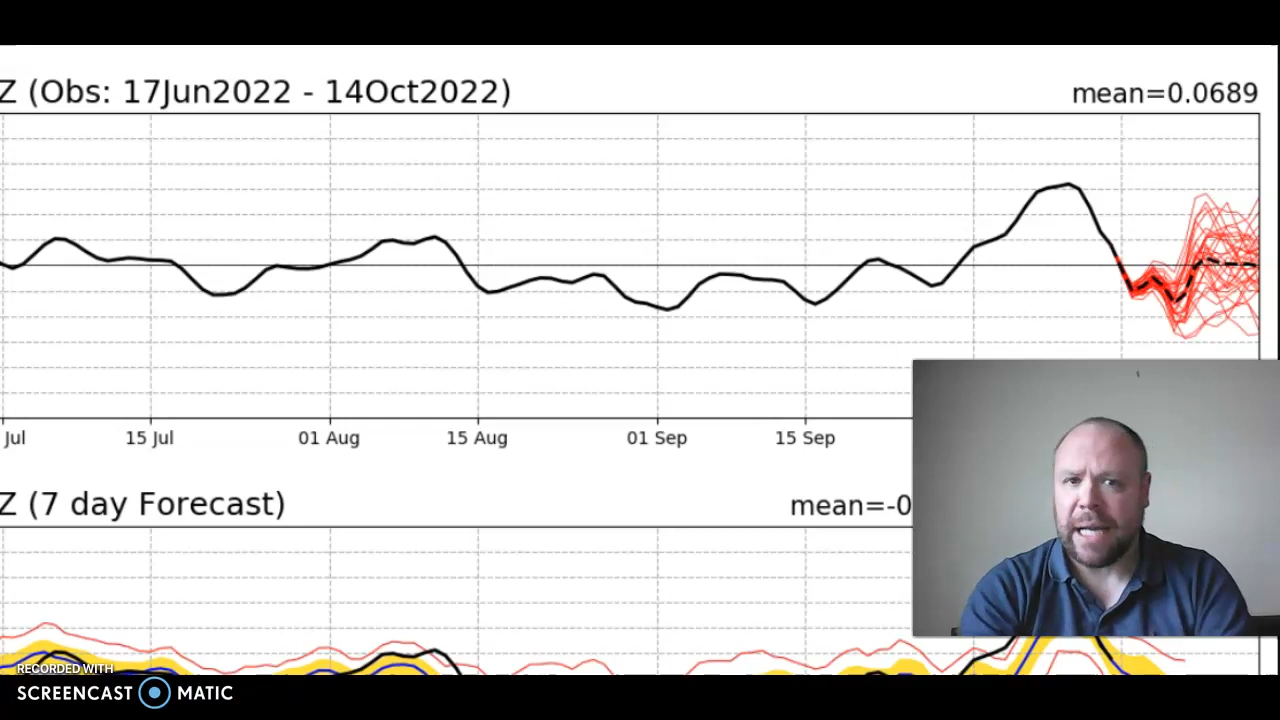 Z (Obs: 17Jun2022 - 14Oct2022)
mean=0.0689
Jul
15 Jul
01 Aug
15 Aug
01 Sep
15 Sep
Z (7 day Forecast)
mean=-0
RECORDED WITH
SCREENCAST MATIC